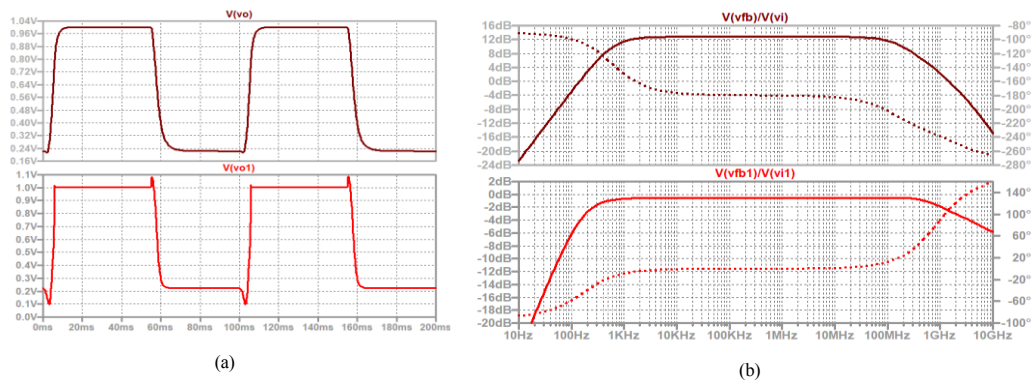 V(vo)
1.04V
0.96V
0.88V
0.80V
0.72V
0.64V
0.56V
0.48V
0.40V
0.32V
0.24V
0.16V
V(vo1)
1.1V
1.0V
0.9V
0.8V
0.7V
0.6V
0.5V
0.4V
0.3V
0.2V
0.1V
0.0V
0ms 20ms 40ms 60ms 80ms 100ms 120ms 140ms 160ms 180ms 200ms
(a)
V(vfb)/V(vi)
16dB -80°
12dB -100°
8dB -120°
4dB -140°
0dB -160°
-4dB -180°
-8dB -200°
-12dB -220°
-16dB -240°
-20dB -260°
-24dB -280°
V(vfb1)/V(vi1)
2dB
0dB 130°
-2dB
-4dB 90°
-6dB
-8dB 60°
-10dB
-12dB 20°
-14dB -20°
-16dB
-18dB -60°
-20dB -100°
10Hz 100Hz 1KHz 10KHz 100KHz 1MHz 10MHz 100MHz 1GHz 10GHz
(b)